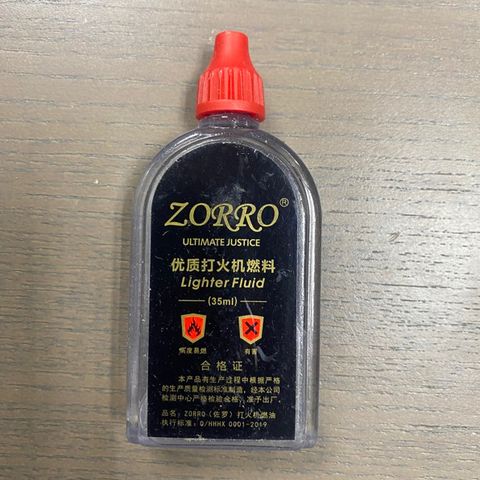 ZORRO®
ULTIMATE JUSTICE
优质打火机燃料
Lighter Fluid
(35ml)
高度易燃 有害
合格证
本产品有生产过程中根据严格
的生产质量检测标准制造，经本公司
检测中心严格检验合格，准予出厂。
品名：ZORRO（佐罗）打火机燃油
执行标准：Q/HHHX 0001-2019